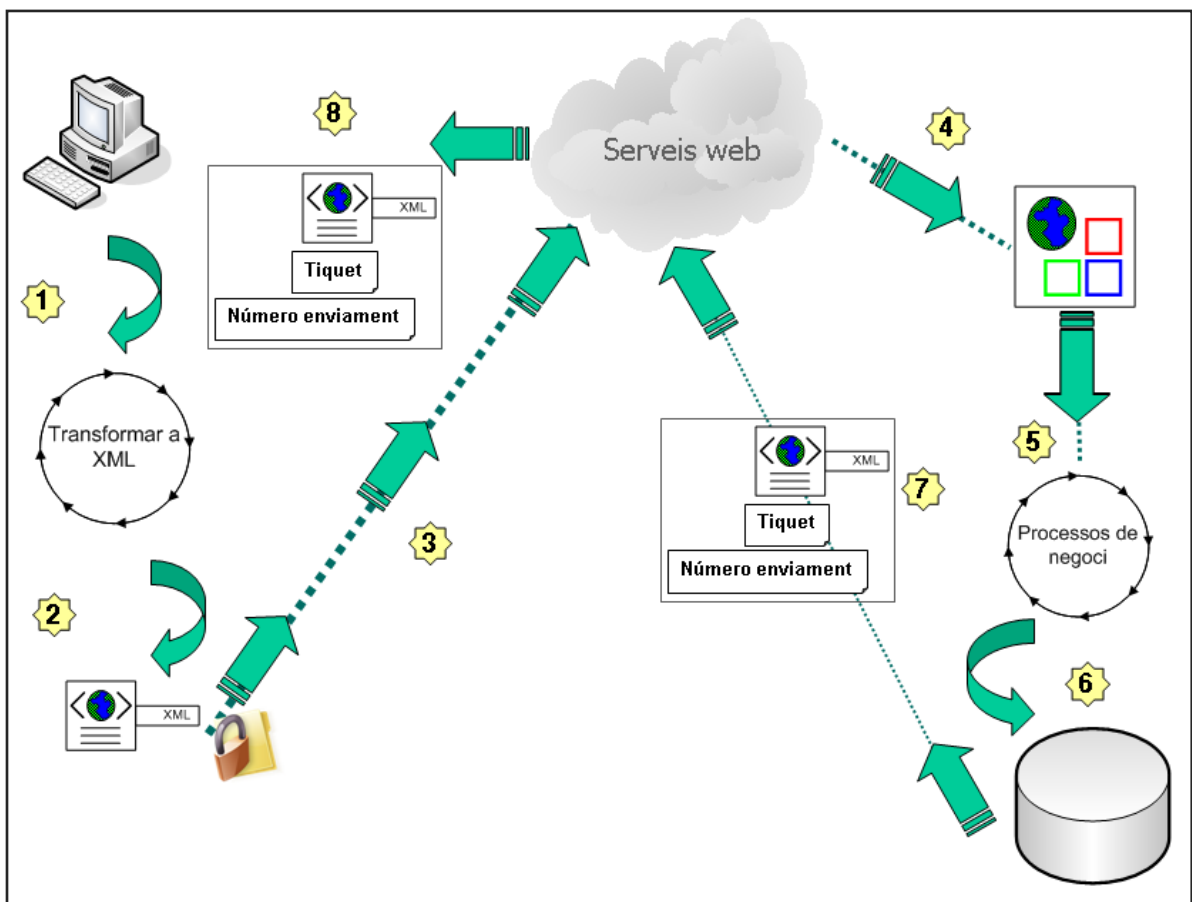 8
4
Serveis web
XML
Tiquet
1
Número enviament
Transformar a
XML
5
XML
7
3
Tiquet
Processos de
negoci
Número enviament
2
6
XML